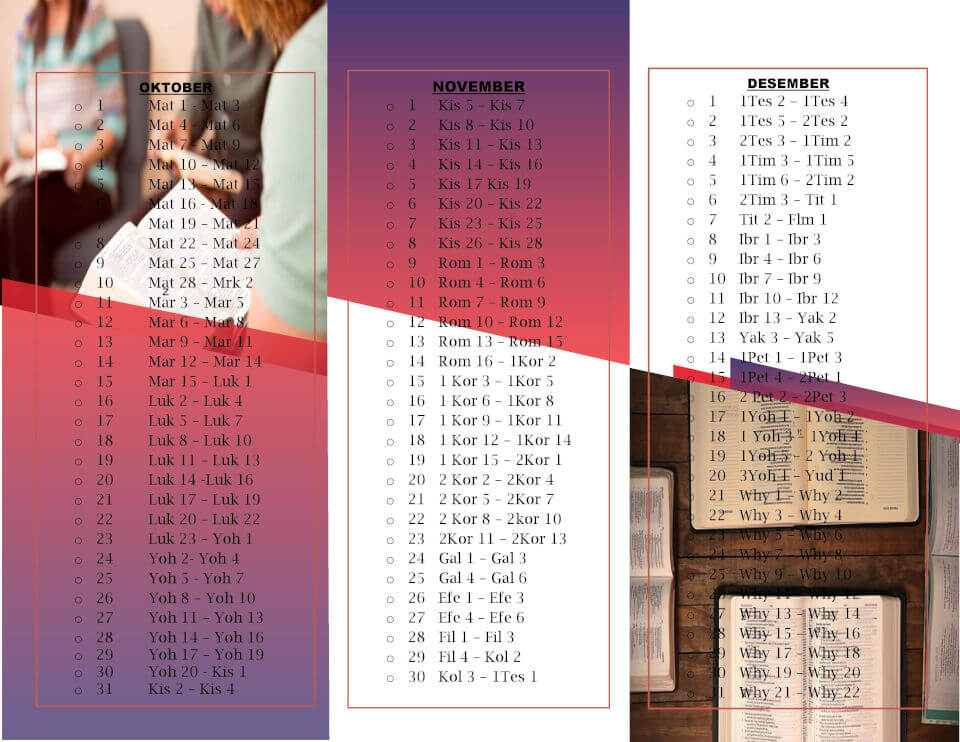 OKTOBER
1 Mat 1 - Mat 3
2 Mat 4 - Mat 6
3 Mat 7 - Mat 9
4 Mat 10 – Mat 12
5 Mat 13 – Mat 15
6 Mat 16 - Mat 18
7 Mat 19 – Mat 21
8 Mat 22 – Mat 24
9 Mat 25 – Mat 27
10 Mat 28 – Mrk 2
2
11 Mar 3 – Mar 5
12 Mar 6 – Mar 8
13 Mar 9 – Mar 11
14 Mar 12 – Mar 14
15 Mar 15 – Luk 1
16 Luk 2 – Luk 4
17 Luk 5 – Luk 7
18 Luk 8 – Luk 10
19 Luk 11 – Luk 13
20 Luk 14 -Luk 16
21 Luk 17 – Luk 19
22 Luk 20 – Luk 22
23 Luk 23 – Yoh 1
24 Yoh 2- Yoh 4
25 Yoh 5 - Yoh 7
26 Yoh 8 – Yoh 10
27 Yoh 11 – Yoh 13
28 Yoh 14 – Yoh 16
29 Yoh 17 – Yoh 19
30 Yoh 20 - Kis 1
31 Kis 2 – Kis 4
NOVEMBER
1 Kis 5 – Kis 7
2 Kis 8 – Kis 10
3 Kis 11 – Kis 13
4 Kis 14 – Kis 16
5 Kis 17 Kis 19
6 Kis 20 – Kis 22
7 Kis 23 – Kis 25
8 Kis 26 – Kis 28
9 Rom 1 – Rom 3
10 Rom 4 – Rom 6
11 Rom 7 – Rom 9
12 Rom 10 – Rom 12
13 Rom 13 – Rom 15
14 Rom 16 – 1Kor 2
15 1 Kor 3 – 1Kor 5
16 1 Kor 6 – 1Kor 8
17 1 Kor 9 – 1Kor 11
18 1 Kor 12 – 1Kor 14
19 1 Kor 15 – 2Kor 1
20 2 Kor 2 – 2Kor 4
21 2 Kor 5 – 2Kor 7
22 2 Kor 8 – 2kor 10
23 2Kor 11 – 2Kor 13
24 Gal 1 – Gal 3
25 Gal 4 – Gal 6
26 Efe 1 – Efe 3
27 Efe 4 – Efe 6
28 Fil 1 – Fil 3
29 Fil 4 – Kol 2
30 Kol 3 – 1Tes 1
DESEMBER
1 1Tes 2 – 1Tes 4
2 1Tes 5 – 2Tes 2
3 2Tes 3 – 1Tim 2
4 1Tim 3 – 1Tim 5
5 1Tim 6 – 2Tim 2
6 2Tim 3 – Tit 1
7 Tit 2 – Flm 1
8 Ibr 1 – Ibr 3
9 Ibr 4 – Ibr 6
10 Ibr 7 – Ibr 9
11 Ibr 10 – Ibr 12
12 Ibr 13 – Yak 2
13 Yak 3 – Yak 5
14 1Pet 1 – 1Pet 3
15 1Pet 4 – 2Pet 1
16 2 Pet 2 – 2Pet 3
17 1Yoh 1 – 1Yoh 2
18 1 Yoh 3 – 1Yoh 4
19 1Yoh 5 – 2 Yoh 1
20 3Yoh 1 – Yud 1
21 Why 1 – Why 2
22 Why 3 – Why 4
23 Why 5 – Why 6
24 Why 7 – Why 8
25 Why 9 – Why 10
26 Why 11 – Why 12
27 Why 13 – Why 14
28 Why 15 – Why 16
29 Why 17 – Why 18
30 Why 19 – Why 20
31 Why 21 – Why 22